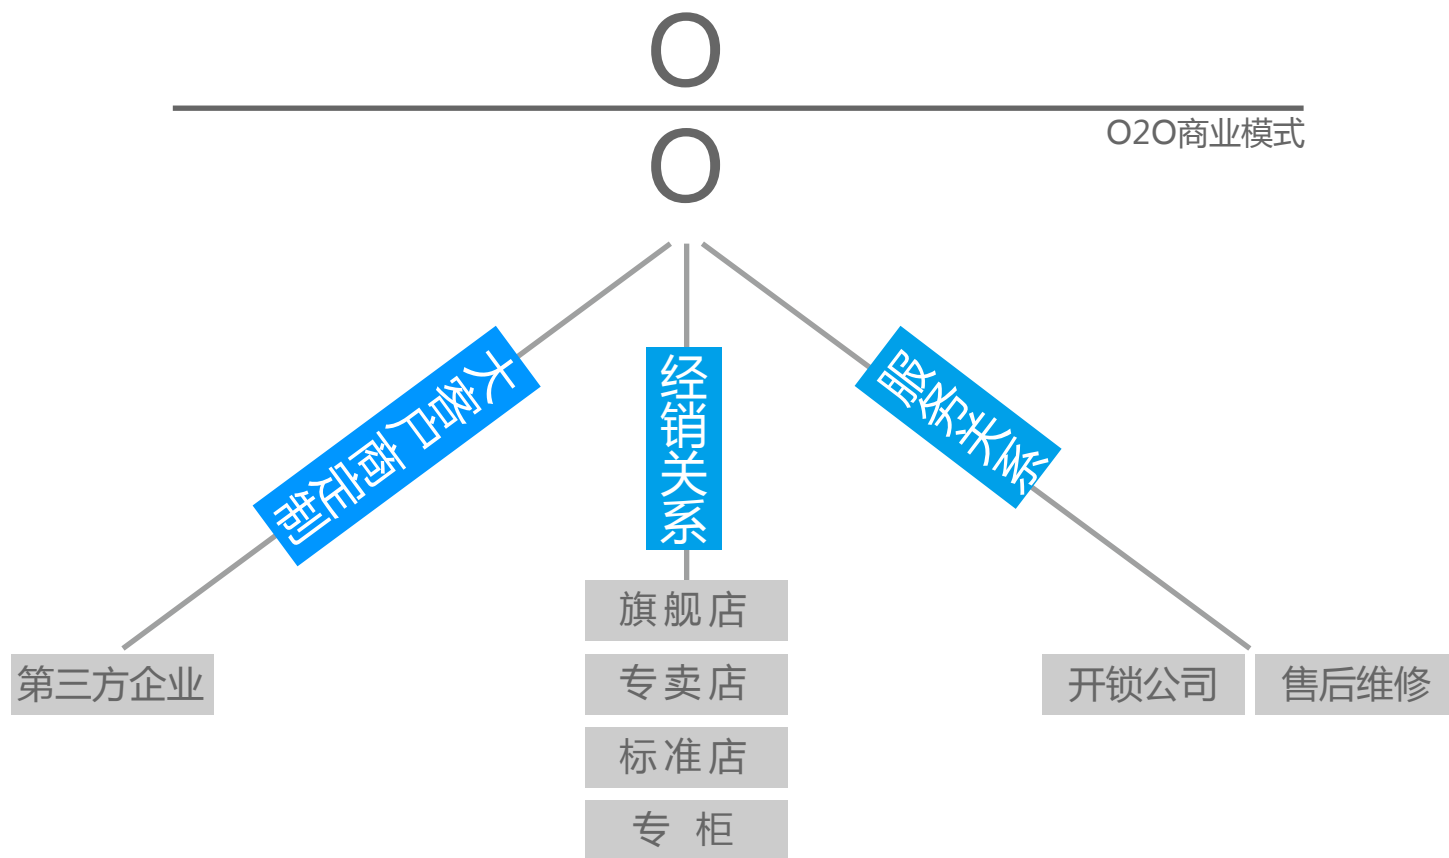 O
O2O商业模式
O
大客户商定制
经销关系
服务关系
旗舰店
第三方企业
专卖店
开锁公司
售后维修
标准店
专 柜